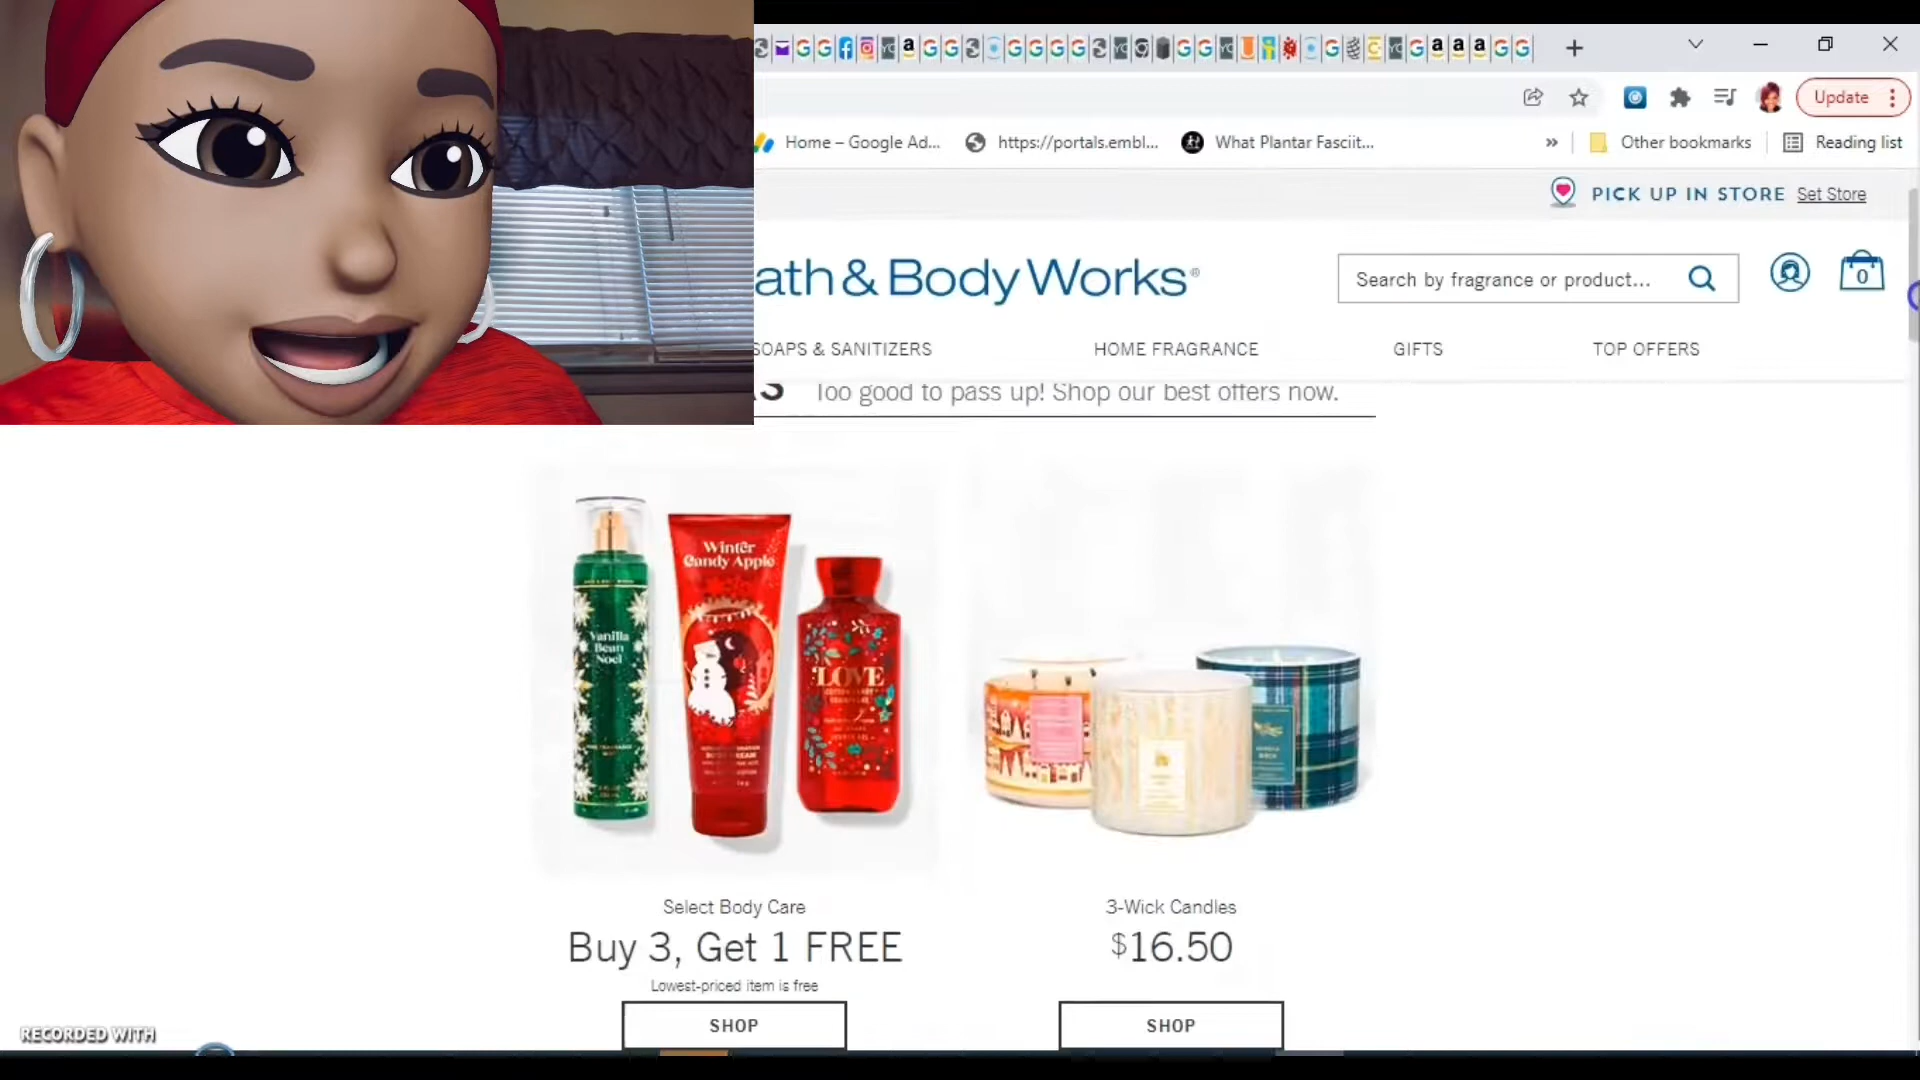 Update
Home – Google Ad...
https://portals.embl...
What Plantar Fasciit...
»
Other bookmarks
Reading list
PICK UP IN STORE Set Store
ath & Body Works®
Search by fragrance or product...
0
SOAPS & SANITIZERS
HOME FRAGRANCE
GIFTS
TOP OFFERS
Too good to pass up! Shop our best offers now.
Vanilla
Bean
Noel
Winter
Candy Apple
LOVE
Select Body Care
Buy 3, Get 1 FREE
Lowest-priced item is free
SHOP
3-Wick Candles
$16.50
SHOP
RECORDED WITH